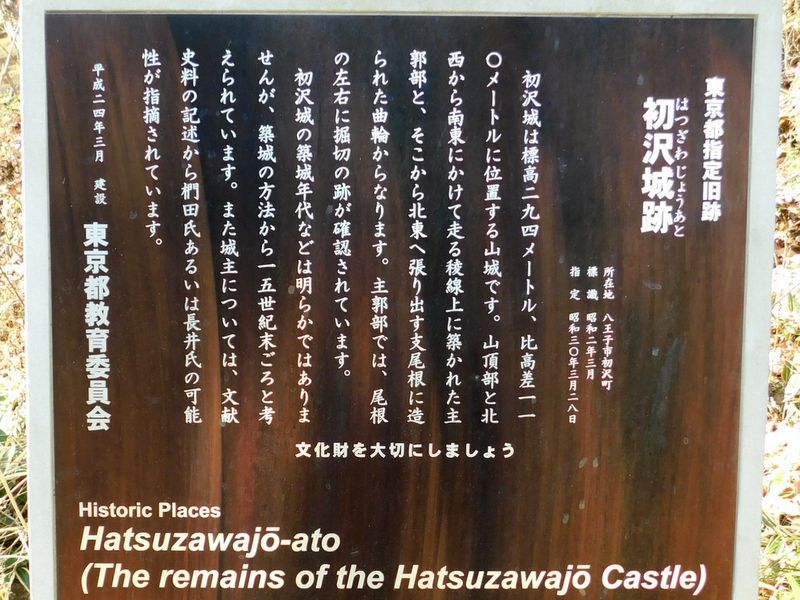 東京都指定旧跡
はつざわじょうあと
初沢城跡
所在地 八王子市初沢町
標識 昭和二年三月
指定 昭和三〇年三月二八日
初沢城は標高二九四メートル、比高差一一
〇メートルに位置する山城です。山頂部と北
西から南東にかけて走る稜線上に築かれた主
郭部と、そこから北東へ張り出す支尾根に造
られた曲輪からなります。主郭部では、尾根
の左右に掘切の跡が確認されています。
初沢城の築城年代などは明らかではありま
せんが、築城の方法から一五世紀末ごろと考
えられています。また城主については、文献
史料の記述から椚田氏あるいは長井氏の可能
性が指摘されています。
平成二四年三月 建設
東京都教育委員会
文化財を大切にしましょう
Historic Places
Hatsuzawajō-ato
(The remains of the Hatsuzawajō Castle)